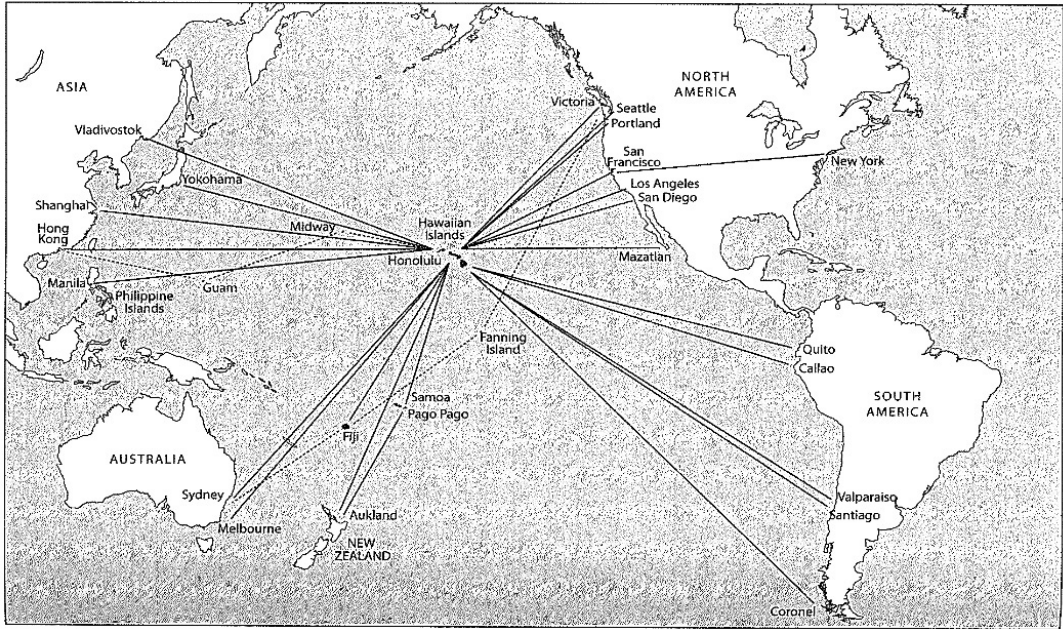 ASIA
Vladivostok
Yokohama
Shanghai
Hong
Kong
Manila
Philippine
Islands
Guam
Midway
Hawaiian
Islands
Honolulu
Victoria
Seattle
Portland
NORTH
AMERICA
San
Francisco
New York
Los Angeles
San Diego
Mazatlan
Fanning
Island
Samoa
Pago Pago
Fiji
AUSTRALIA
Sydney
Melbourne
Aukland
NEW
ZEALAND
Quito
Callao
SOUTH
AMERICA
Valparaiso
Santiago
Coronel